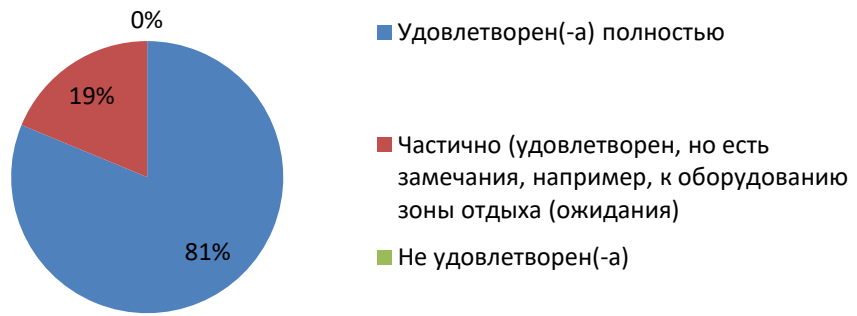 0%
19%
81%
Удовлетворен(-а) полностью
Частично (удовлетворен, но есть
замечания, например, к оборудованию
зоны отдыха (ожидания)
Не удовлетворен(-а)